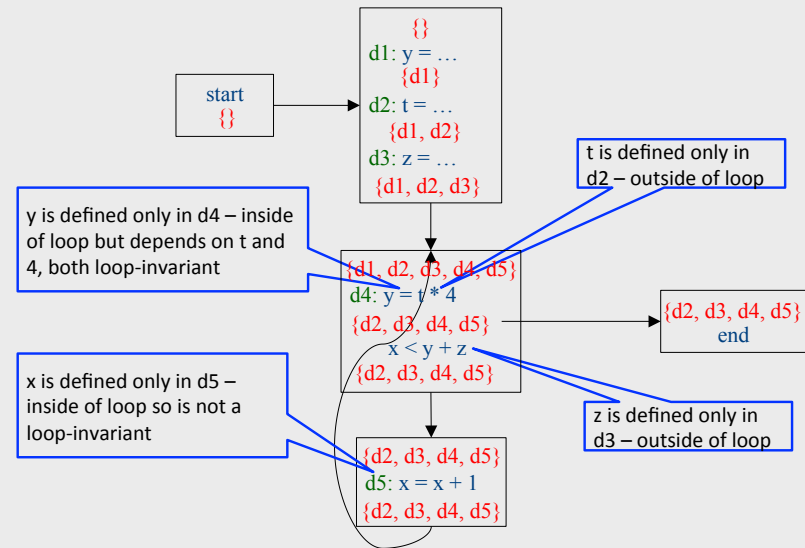 {}
d1: y = …
{d1}
d2: t = …
{d1, d2}
d3: z = …
{d1, d2, d3}
start
{}
t is defined only in
d2 – outside of loop
y is defined only in d4 – inside
of loop but depends on t and
4, both loop-invariant
{d1, d2, d3, d4, d5}
d4: y = t * 4
{d2, d3, d4, d5}
x < y + z
{d2, d3, d4, d5}
{d2, d3, d4, d5}
end
x is defined only in d5 –
inside of loop so is not a
loop-invariant
z is defined only in
d3 – outside of loop
{d2, d3, d4, d5}
d5: x = x + 1
{d2, d3, d4, d5}